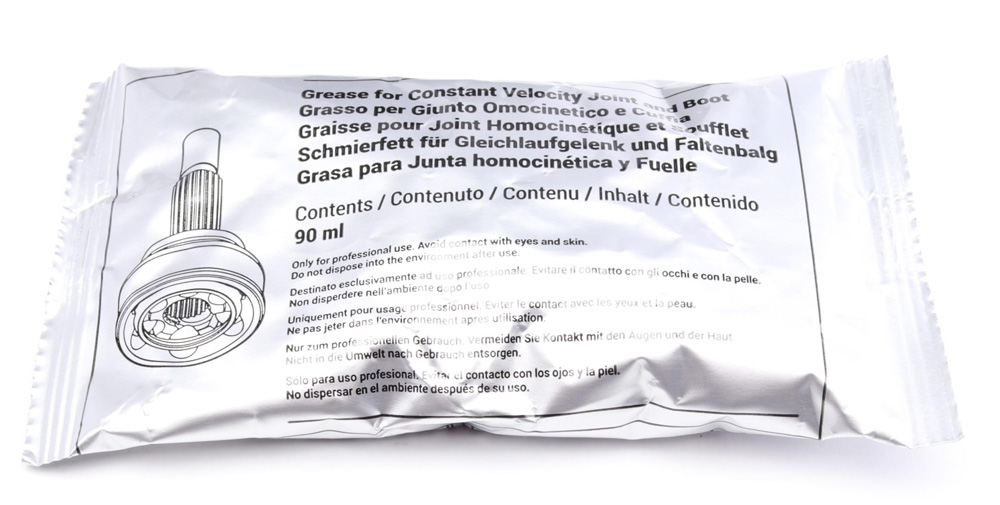 Grease for Constant Velocity Joint and Boot
Grasso per Giunto Omocinetico e Cuffia
Graisse pour Joint Homocinétique et Soufflet
Schmierfett für Gleichlaufgelenk und Faltenbalg
Grasa para Junta homocinética y Fuelle
Contents / Contenuto / Contenu / Inhalt / Contenido
90 ml
Only for professional use. Avoid contact with eyes and skin.
Do not dispose into the environment after use.
Destinato esclusivamente ad uso professionale. Evitare il contatto con gli occhi e con la pelle.
Non disperdere nell'ambiente dopo l'uso
Uniquement pour usage professionnel. Eviter le contact avec les yeux et la peau.
Ne pas jeter dans l'environnement apres utilisation.
Nur zum professionellen Gebrauch. Vermeiden Sie Kontakt mit den Augen und der Haut
Nicht in die Umwelt nach Gebrauch entsorgen.
Sólo para uso profesional. Evitar el contacto con los ojos y la piel.
No dispersar en el ambiente después de su uso.